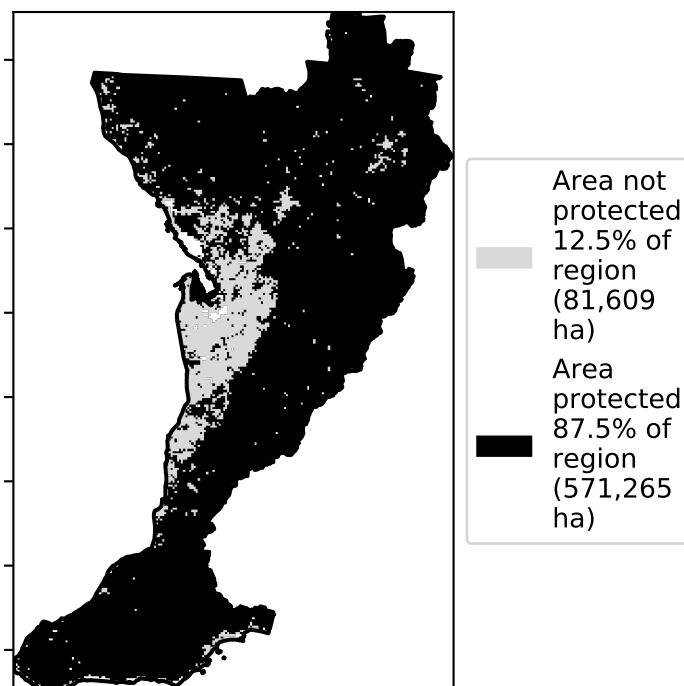 Area not
protected
12.5% of
region
(81,609
ha)
Area
protected
87.5% of
region
(571,265
ha)